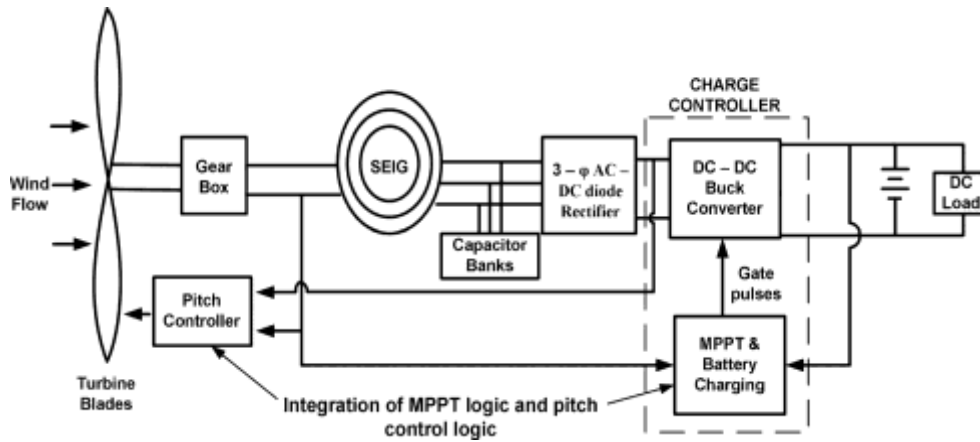 CHARGE
CONTROLLER
Wind
Flow
Gear
Box
SEIG
3 – φ AC –
DC diode
Rectifier
DC – DC
Buck
Converter
DC
Load
Capacitor
Banks
Gate
pulses
Pitch
Controller
MPPT &
Battery
Charging
Turbine
Blades
Integration of MPPT logic and pitch
control logic